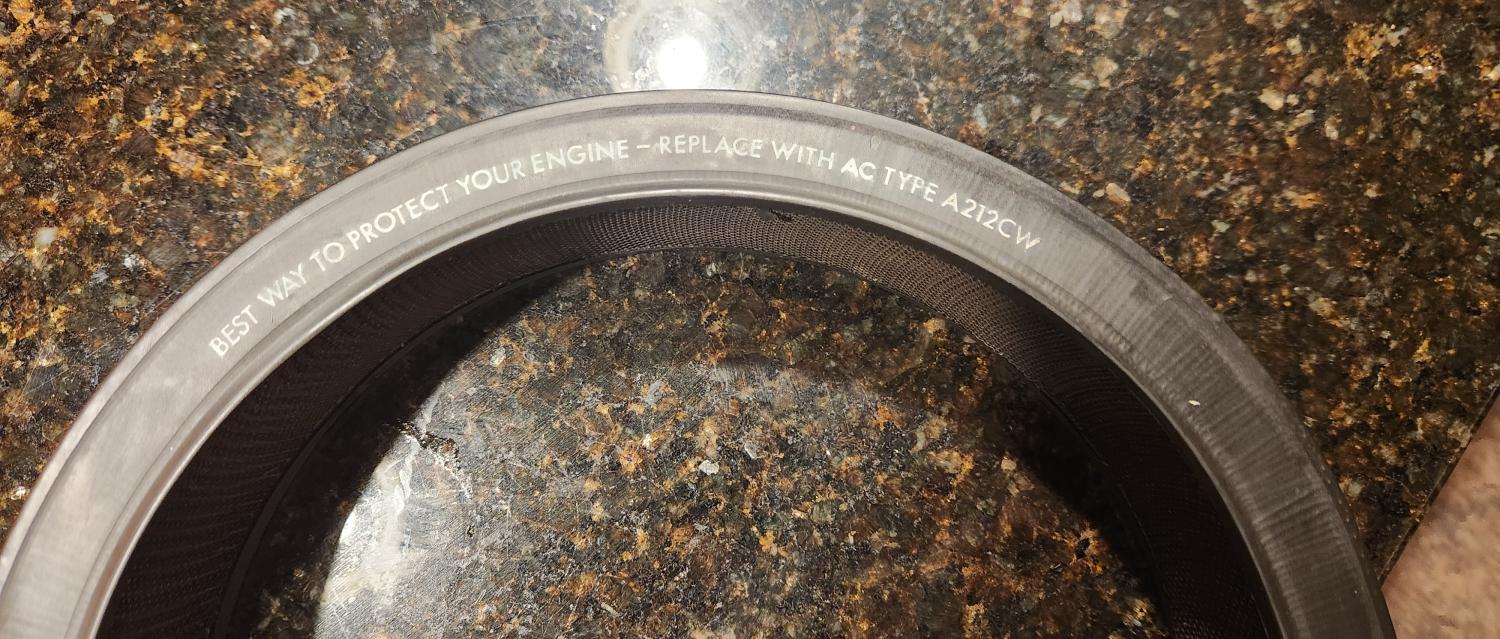 BEST WAY TO PROTECT YOUR ENGINE – REPLACE WITH AC TYPE A212CW